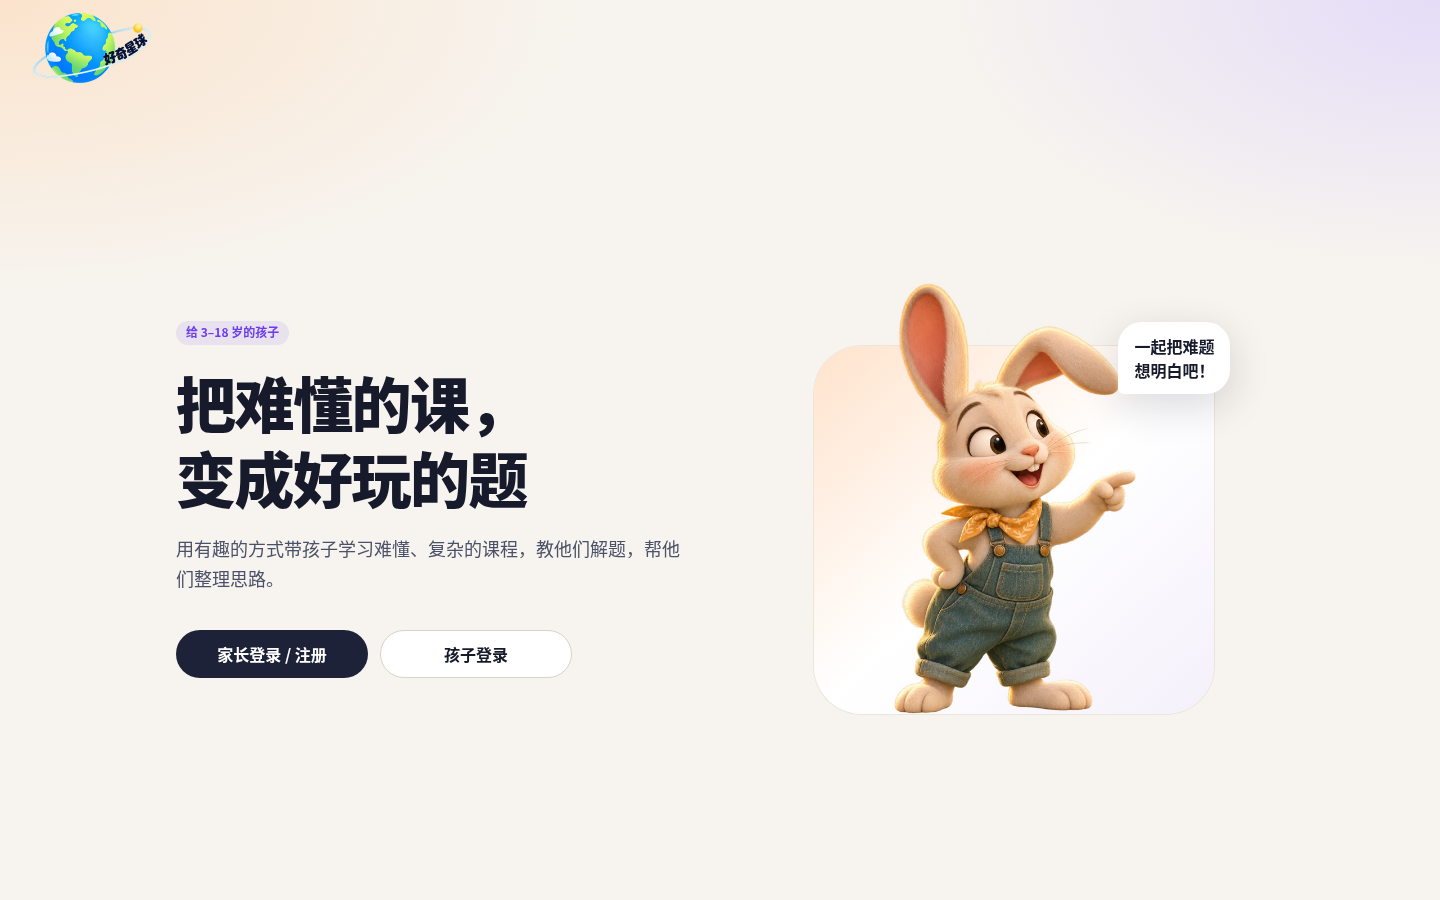 好奇星球
给 3–18 岁的孩子
把难懂的课，
变成好玩的题
用有趣的方式带孩子学习难懂、复杂的课程，教他们解题，帮他
们整理思路。
家长登录 / 注册
孩子登录
一起把难题
想明白吧！